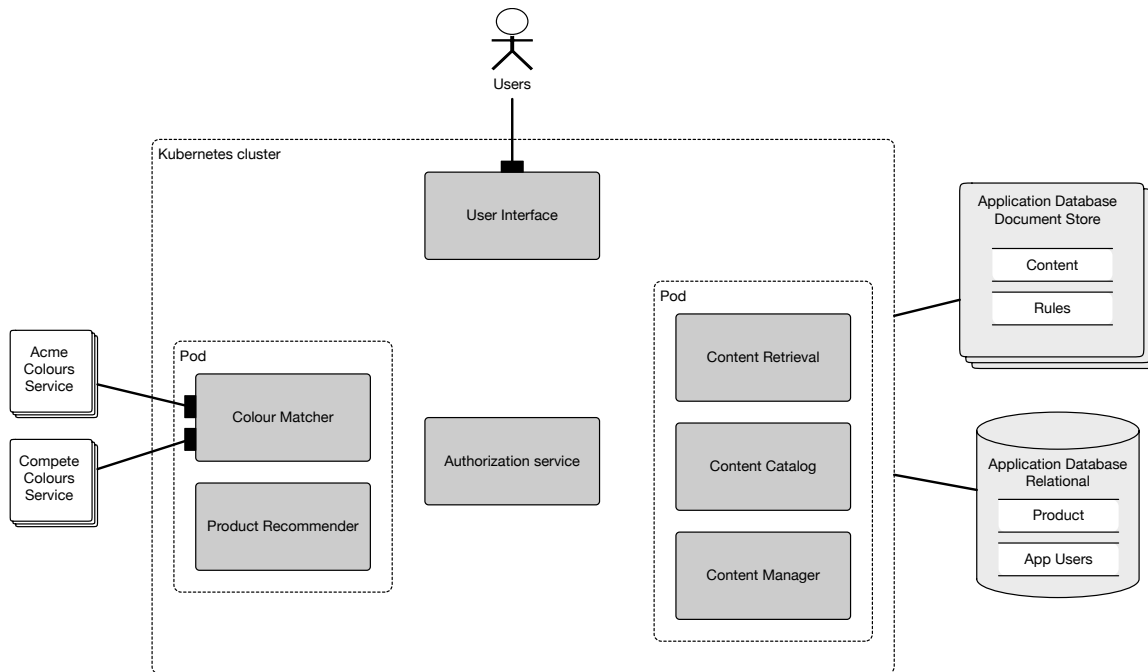 Users
Kubernetes cluster
User Interface
Application Database
Document Store
Content
Rules
Pod
Content Retrieval
Content Catalog
Content Manager
Acme
Colours
Service
Compete
Colours
Service
Pod
Colour Matcher
Product Recommender
Authorization service
Application Database
Relational
Product
App Users